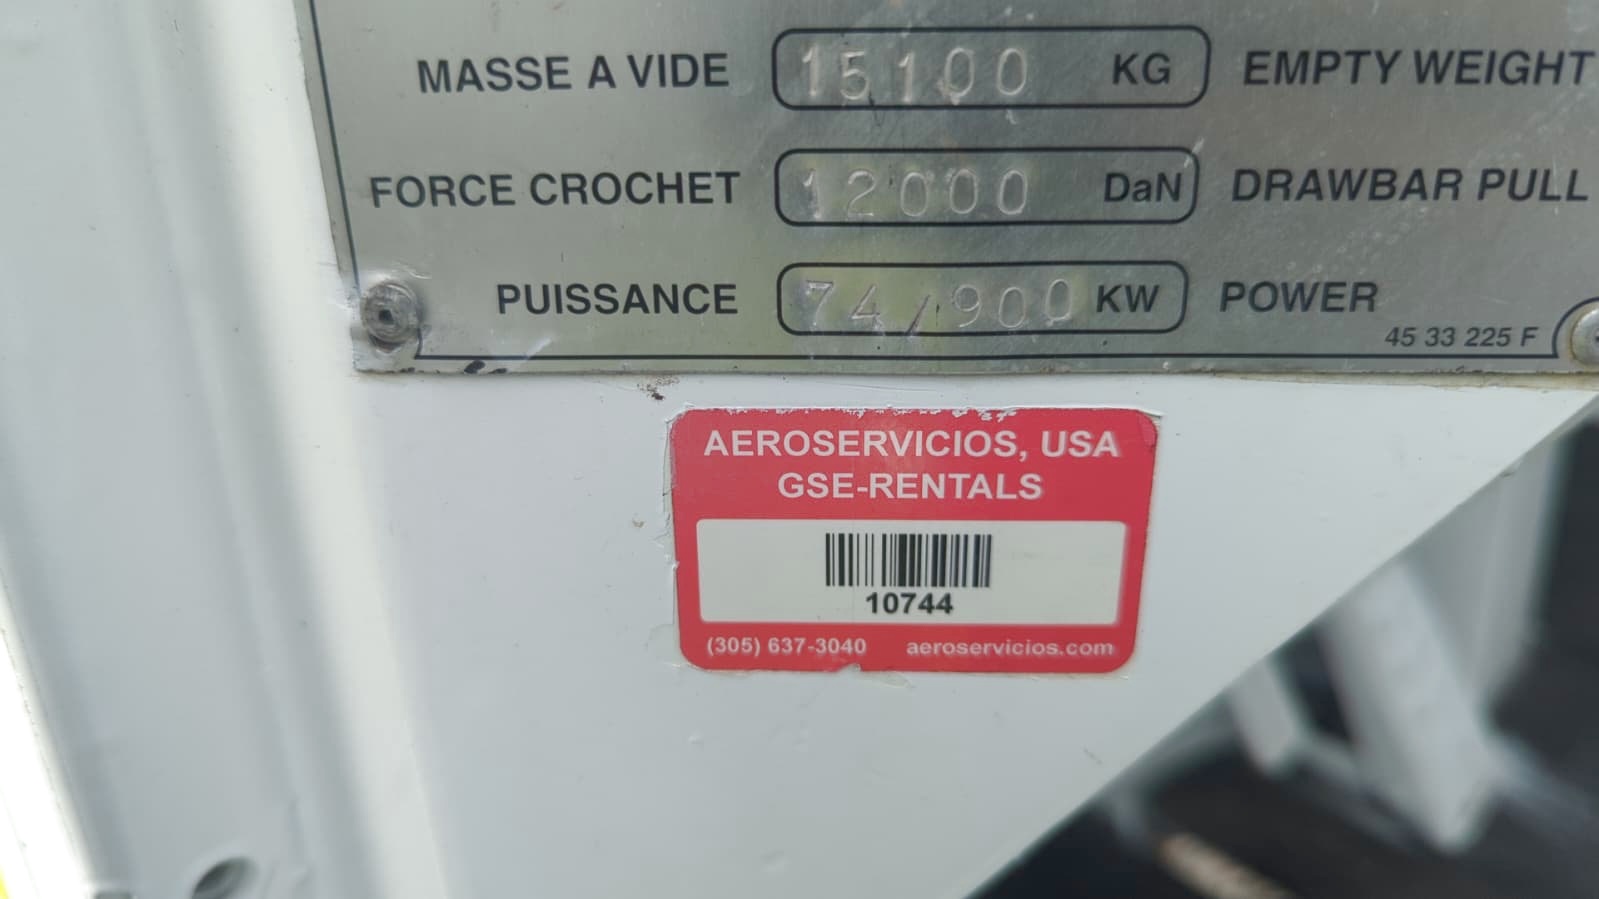 MASSE A VIDE 15100 KG EMPTY WEIGHT
FORCE CROCHET 12000 DaN DRAWBAR PULL
PUISSANCE 74/900 KW POWER
45 33 225 F
AEROSERVICIOS, USA
GSE-RENTALS
10744
(305) 637-3040 aeroservicios.com